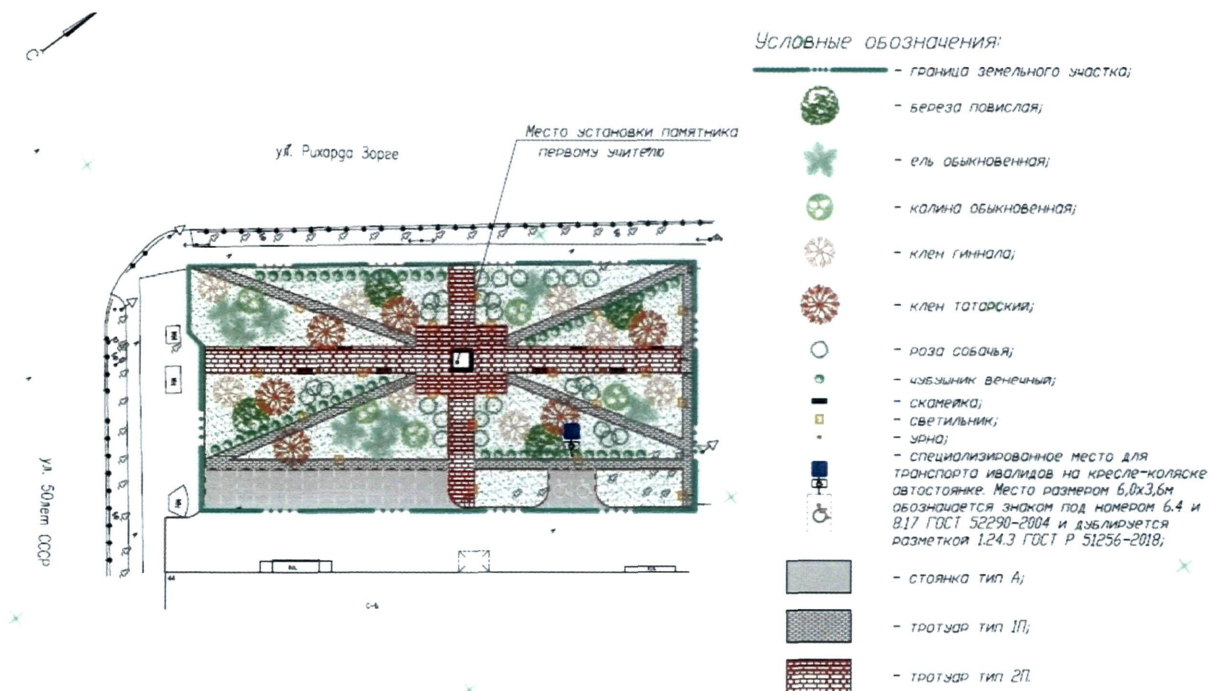 С
Условные обозначения:
- граница земельного участка;
- береза повислая;
Место установки памятника
первому учителю
ул. Рихарда Зорге
- ель обыкновенная;
- калина обыкновенная;
- клен гиннала;
- клен татарский;
- роза собачья;
- чубушник венечный;
- скамейка;
- светильник;
- урна;
- специализированное место для
транспорта ивалидов на кресле-коляске
автостоянке. Место размером 6,0х3,6м
обозначается знаком под номером 6.4 и
8.17 ГОСТ 52290-2004 и дублируется
разметкой 1.24.3 ГОСТ Р 51256-2018;
ул. 50лет СССР
- стоянка тип А;
- тротуар тип 1П;
- тротуар тип 2П.